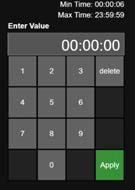 Min Time: 00:00:06
Max Time: 23:59:59
Enter Value
00:00:00
1 2 3 delete
4 5 6
7 8 9
0 Apply